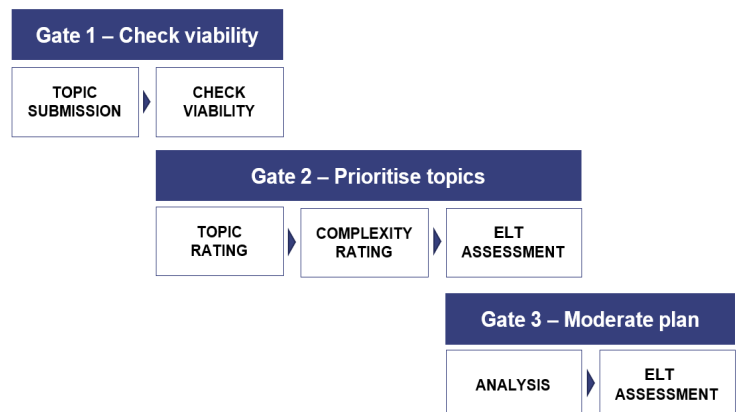 Gate 1 – Check viability
TOPIC
SUBMISSION
CHECK
VIABILITY
Gate 2 – Prioritise topics
TOPIC
RATING
COMPLEXITY
RATING
ELT
ASSESSMENT
Gate 3 – Moderate plan
ANALYSIS
ELT
ASSESSMENT